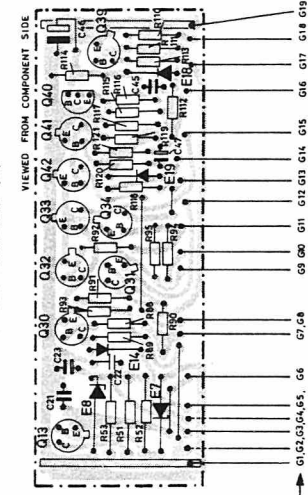 VIEWED FROM COMPONENT SIDE
G19
G18
G17
G16
G15
G14
G13
G12
G11
G10
G9
G7,G8
G6
G1,G2,G3,G4,G5,
Q39
C46
R114
R110
R111
R113
E18
R115
R116
C45
Q40
R117
R112
Q41
R121
R119
C47
R120
E19
Q42
R118
Q33
Q34
R92
R95
R94
Q32
Q31
R91
R93
Q30
R88
R89
R90
E14
C23
C22
C21
E8
E7
Q13
R53
R51
R52